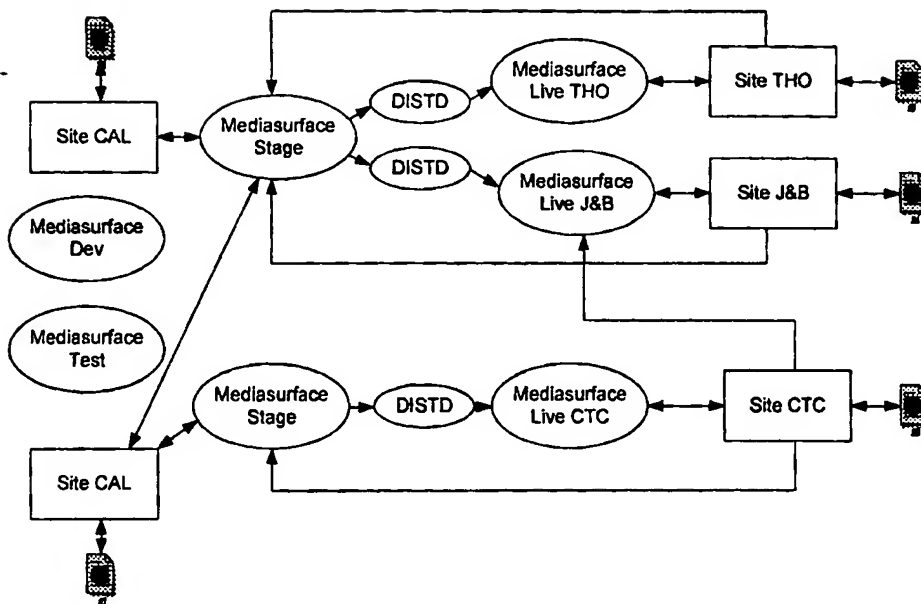 Mediasurface
Live THO
Site THO
DISTD
Site CAL
Mediasurface
Stage
DISTD
Mediasurface
Live J&B
Site J&B
Mediasurface
Dev
Mediasurface
Test
Mediasurface
Stage
DISTD
Mediasurface
Live CTC
Site CTC
Site CAL